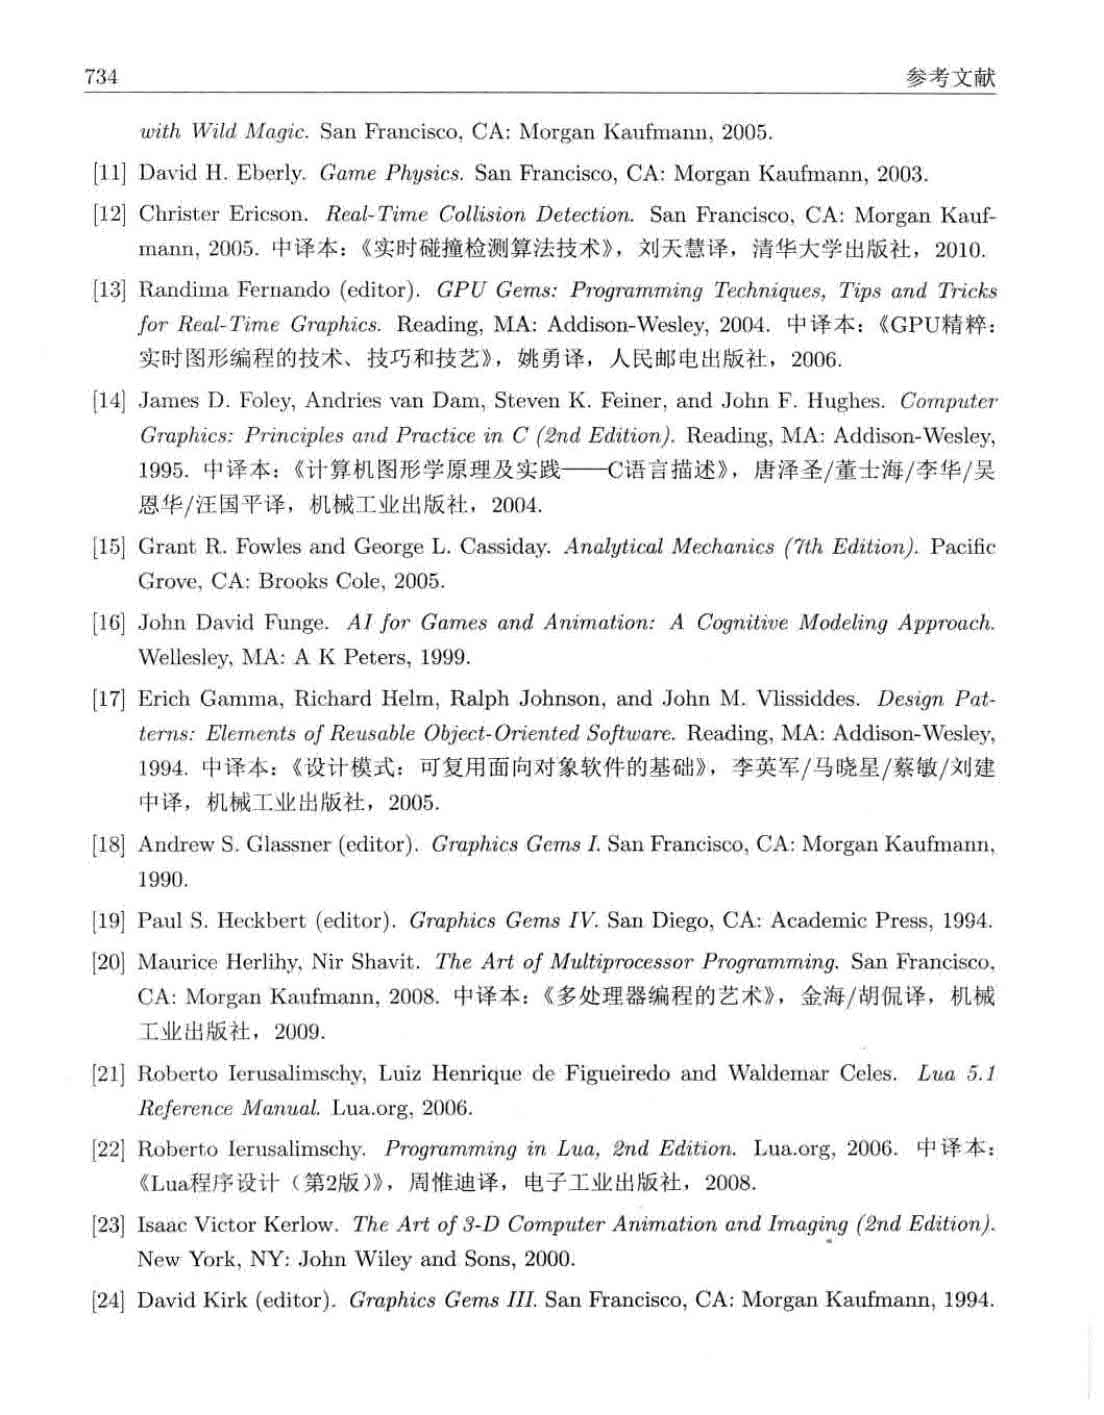 734
参考文献
with Wild Magic. San Francisco, CA: Morgan Kaufmann, 2005.
[11] David H. Eberly. Game Physics. San Francisco, CA: Morgan Kaufmann, 2003.
[12] Christer Ericson. Real-Time Collision Detection. San Francisco, CA: Morgan Kauf-
mann, 2005. 中译本：《实时碰撞检测算法技术》，刘天慧译，清华大学出版社，2010.
[13] Randima Fernando (editor). GPU Gems: Programming Techniques, Tips and Tricks
for Real-Time Graphics. Reading, MA: Addison-Wesley, 2004. 中译本：《GPU精粹：
实时图形编程的技术、技巧和技艺》，姚勇译，人民邮电出版社，2006.
[14] James D. Foley, Andries van Dam, Steven K. Feiner, and John F. Hughes. Computer
Graphics: Principles and Practice in C (2nd Edition). Reading, MA: Addison-Wesley,
1995. 中译本：《计算机图形学原理及实践——C语言描述》，唐泽圣/董士海/李华/吴
恩华/汪国平译，机械工业出版社，2004.
[15] Grant R. Fowles and George L. Cassiday. Analytical Mechanics (7th Edition). Pacific
Grove, CA: Brooks Cole, 2005.
[16] John David Funge. AI for Games and Animation: A Cognitive Modeling Approach.
Wellesley, MA: A K Peters, 1999.
[17] Erich Gamma, Richard Helm, Ralph Johnson, and John M. Vlissiddes. Design Pat-
terns: Elements of Reusable Object-Oriented Software. Reading, MA: Addison-Wesley,
1994. 中译本：《设计模式：可复用面向对象软件的基础》，李英军/马晓星/蔡敏/刘建
中译，机械工业出版社，2005.
[18] Andrew S. Glassner (editor). Graphics Gems I. San Francisco, CA: Morgan Kaufmann,
1990.
[19] Paul S. Heckbert (editor). Graphics Gems IV. San Diego, CA: Academic Press, 1994.
[20] Maurice Herlihy, Nir Shavit. The Art of Multiprocessor Programming. San Francisco,
CA: Morgan Kaufmann, 2008. 中译本：《多处理器编程的艺术》，金海/胡侃译，机械
工业出版社，2009.
[21] Roberto Ierusalimschy, Luiz Henrique de Figueiredo and Waldemar Celes. Lua 5.1
Reference Manual. Lua.org, 2006.
[22] Roberto Ierusalimschy. Programming in Lua, 2nd Edition. Lua.org, 2006. 中译本：
《Lua程序设计（第2版）》，周惟迪译，电子工业出版社，2008.
[23] Isaac Victor Kerlow. The Art of 3-D Computer Animation and Imaging (2nd Edition).
New York, NY: John Wiley and Sons, 2000.
[24] David Kirk (editor). Graphics Gems III. San Francisco, CA: Morgan Kaufmann, 1994.